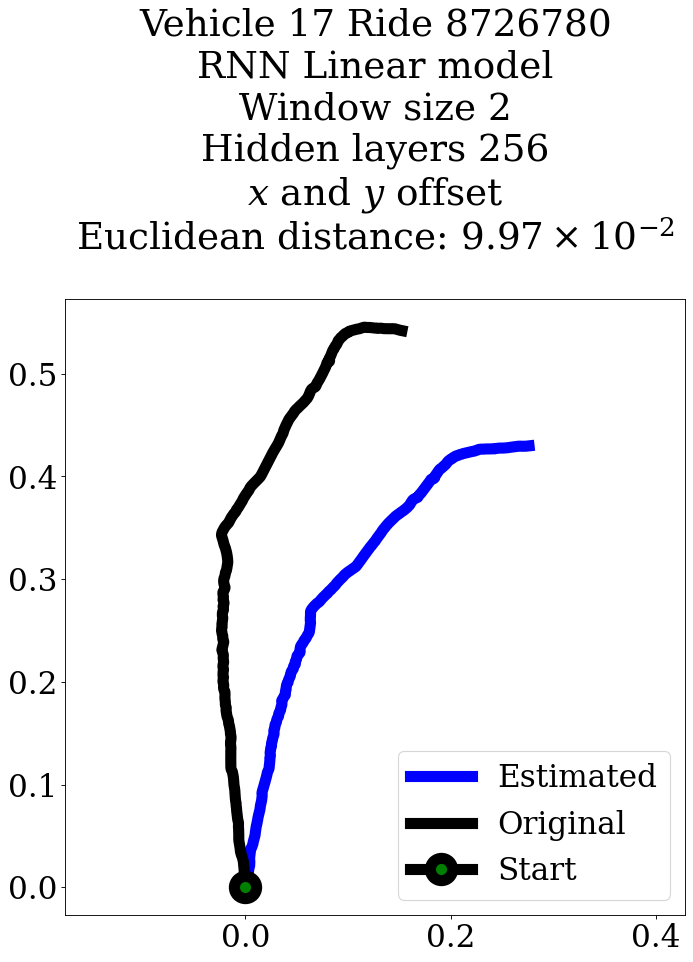 Vehicle 17 Ride 8726780
RNN Linear model
Window size 2
Hidden layers 256
x and y offset
Euclidean distance: 9.97 × 10⁻²
0.5
0.4
0.3
0.2
0.1
0.0
Estimated
Original
Start
0.0 0.2 0.4